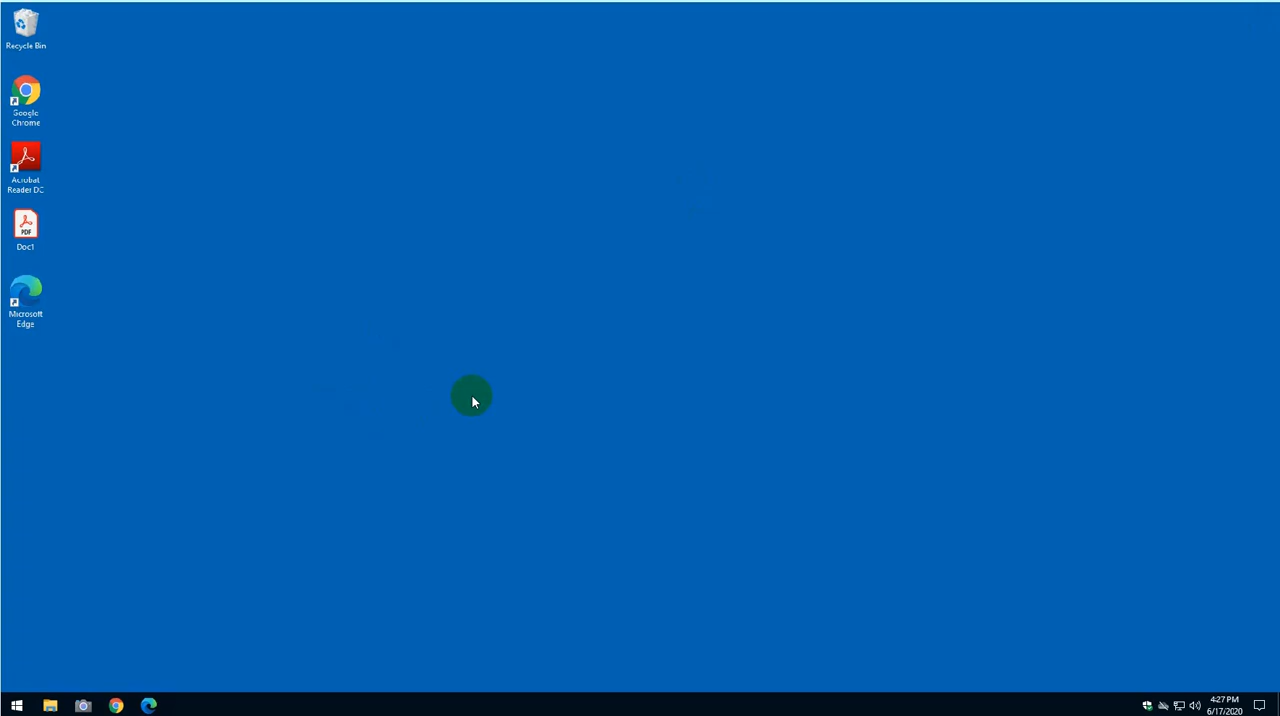 Recycle Bin
Google
Chrome
Acrobat
Reader DC
PDF
Doc1
Microsoft
Edge
4:27 PM
6/17/2020